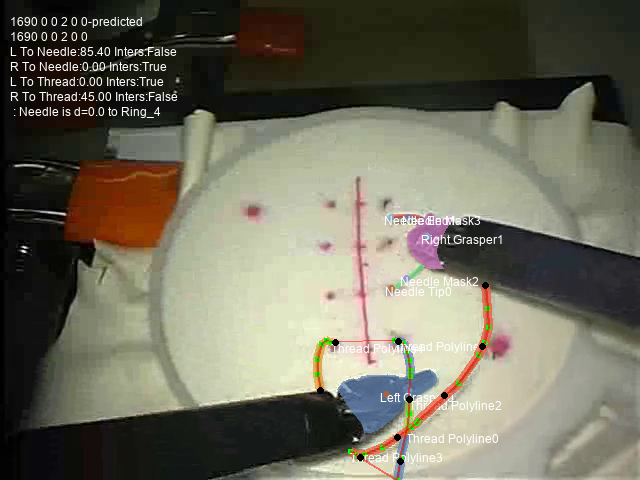 1690 0 0 2 0 0-predicted
1690 0 0 2 0 0
L To Needle:85.40 Inters:False
R To Needle:0.00 Inters:True
L To Thread:0.00 Inters:True
R To Thread:45.00 Inters:False
: Needle is d=0.0 to Ring_4
Needle Mask3
Right Grasper1
Needle Mask2
Needle Tip0
Thread Polyline
Thread Polyline
Left Grasper1
Thread Polyline2
Thread Polyline0
Thread Polyline3